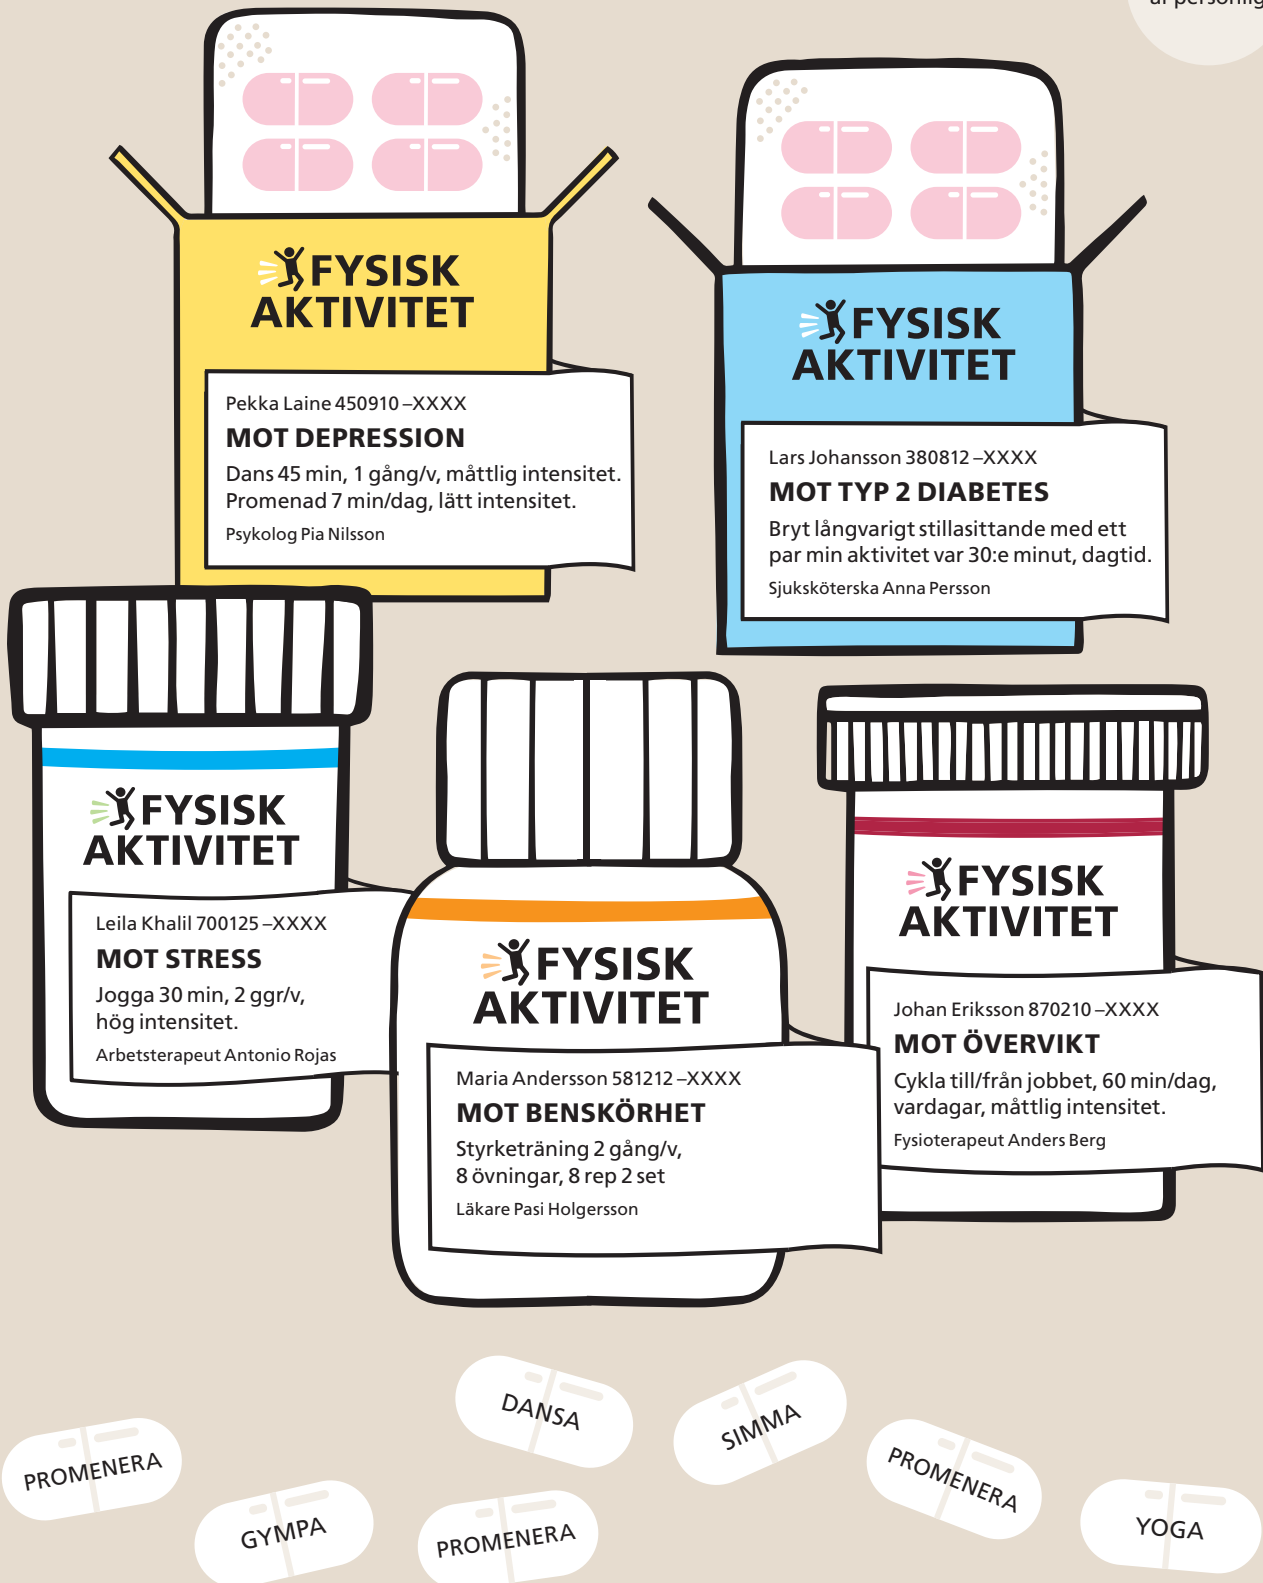 är personlig
FYSISK
AKTIVITET
Pekka Laine 450910 –XXXX
MOT DEPRESSION
Dans 45 min, 1 gång/v, måttlig intensitet.
Promenad 7 min/dag, lätt intensitet.
Psykolog Pia Nilsson
FYSISK
AKTIVITET
Lars Johansson 380812 –XXXX
MOT TYP 2 DIABETES
Bryt långvarigt stillasittande med ett
par min aktivitet var 30:e minut, dagtid.
Sjuksköterska Anna Persson
FYSISK
AKTIVITET
Leila Khalil 700125 –XXXX
MOT STRESS
Jogga 30 min, 2 ggr/v,
hög intensitet.
Arbetsterapeut Antonio Rojas
FYSISK
AKTIVITET
Maria Andersson 581212 –XXXX
MOT BENSKÖRHET
Styrketräning 2 gång/v,
8 övningar, 8 rep 2 set
Läkare Pasi Holgersson
FYSISK
AKTIVITET
Johan Eriksson 870210 –XXXX
MOT ÖVERVIKT
Cykla till/från jobbet, 60 min/dag,
vardagar, måttlig intensitet.
Fysioterapeut Anders Berg
PROMENERA
GYMPA
DANSA
PROMENERA
SIMMA
PROMENERA
YOGA